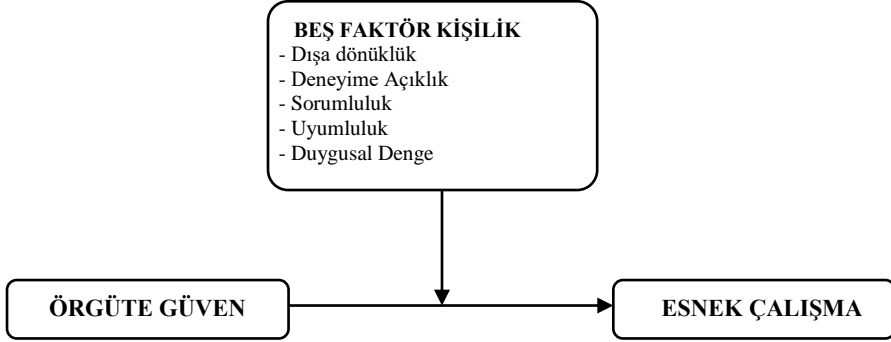 BEŞ FAKTÖR KİŞİLİK
- Dışa dönüklük
- Deneyime Açıklık
- Sorumluluk
- Uyumluluk
- Duygusal Denge
ÖRGÜTE GÜVEN
ESNEK ÇALIŞMA